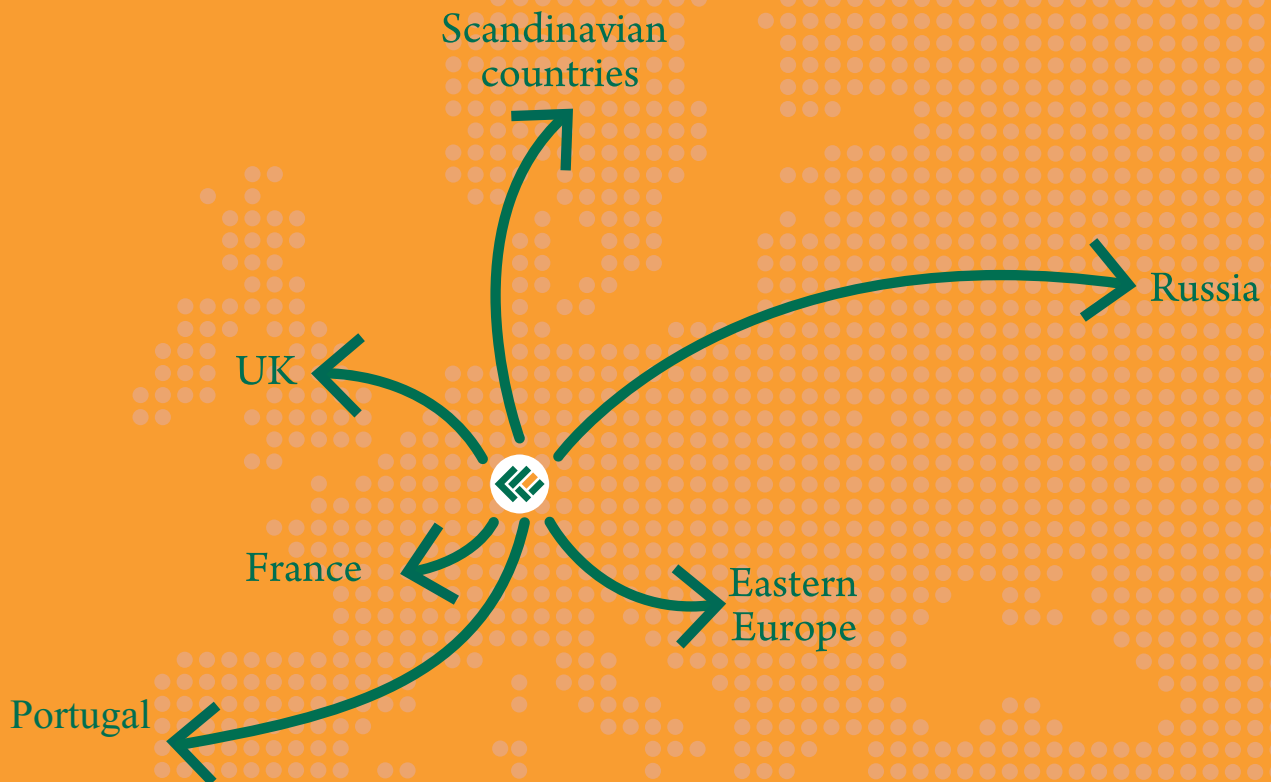 Scandinavian
countries
Russia
UK
France
Eastern
Europe
Portugal